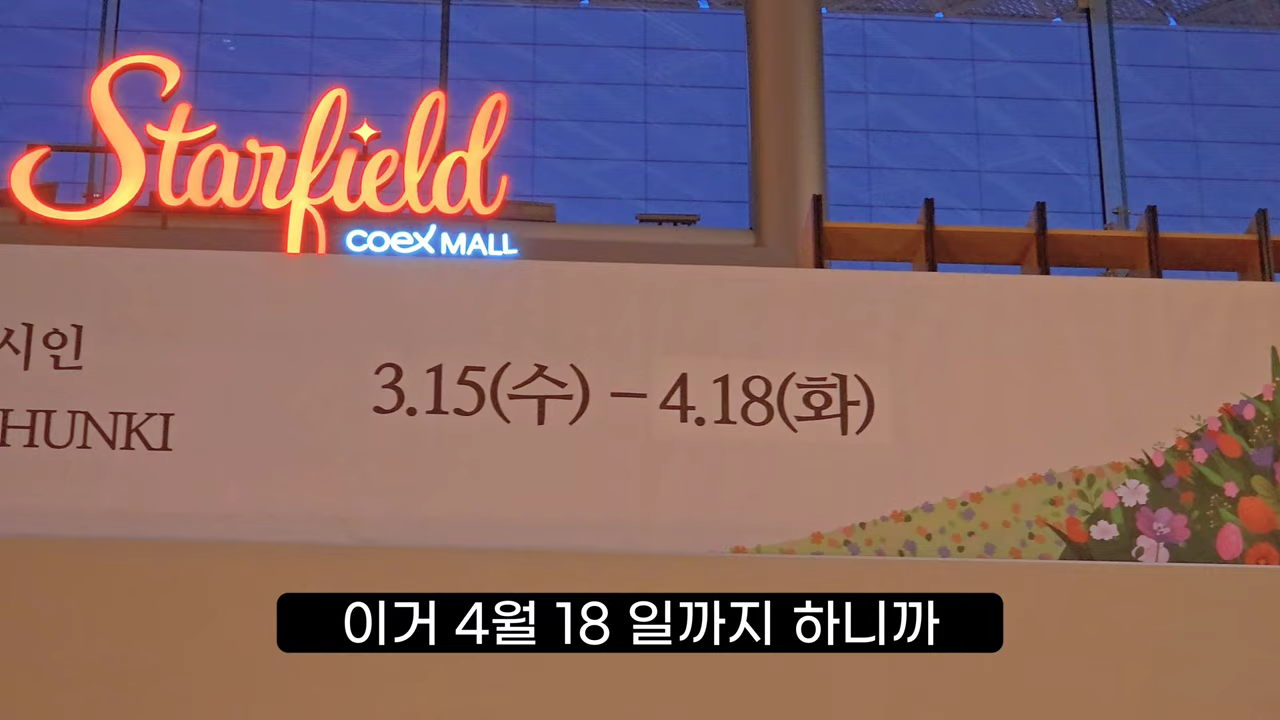 Starfield
coex MALL
시인
HUNKI
3.15(수) - 4.18(화)
이거 4월 18 일까지 하니까